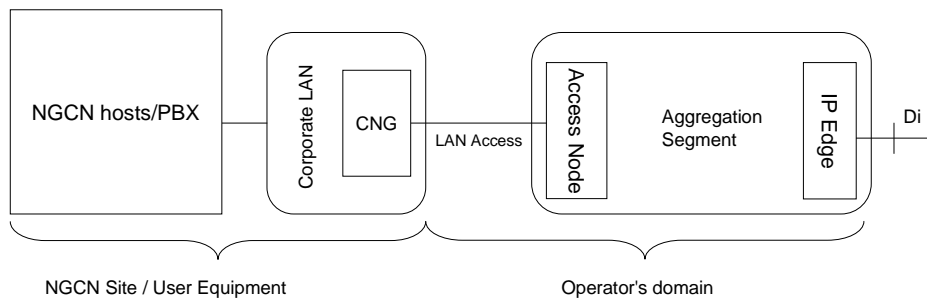 NGCN hosts/PBX
Corporate LAN
CNG
LAN Access
Access Node
Aggregation
Segment
IP Edge
Di
NGCN Site / User Equipment
Operator's domain